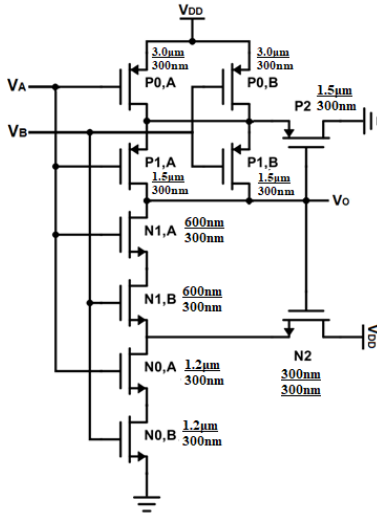 VDD
3.0μm
300nm
3.0μm
300nm
VA
P0,A
P0,B
1.5μm
300nm
P2
VB
P1,A
1.5μm
300nm
P1,B
1.5μm
300nm
VO
N1,A
600nm
300nm
N1,B
600nm
300nm
N0,A
1.2μm
300nm
N2
300nm
300nm
VDD
N0,B
1.2μm
300nm